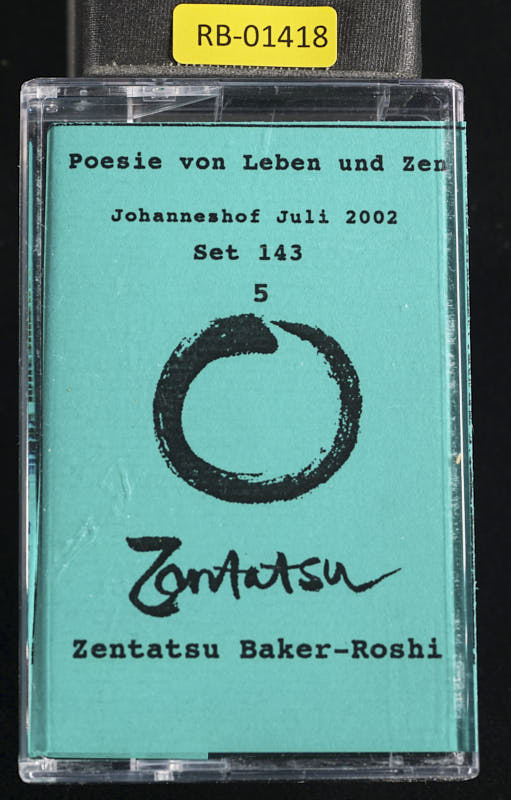 RB-01418
Poesie von Leben und Zen
Johanneshof Juli 2002
Set 143
5
Zentatsu
Zentatsu Baker-Roshi